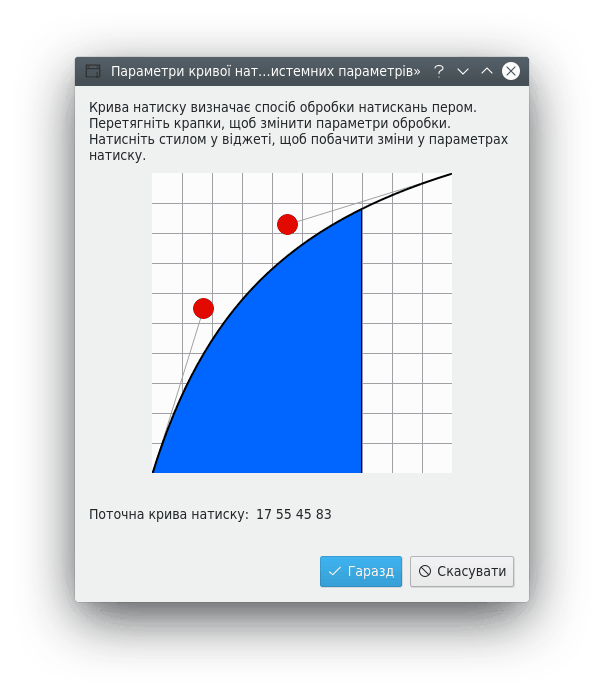 Параметри кривої нат...истемних параметрів»
Крива натиску визначає спосіб обробки натискань пером.
Перетягніть крапки, щоб змінити параметри обробки.
Натисніть стилом у віджеті, щоб побачити зміни у параметрах
натиску.
Поточна крива натиску: 17 55 45 83
Гаразд
Скасувати